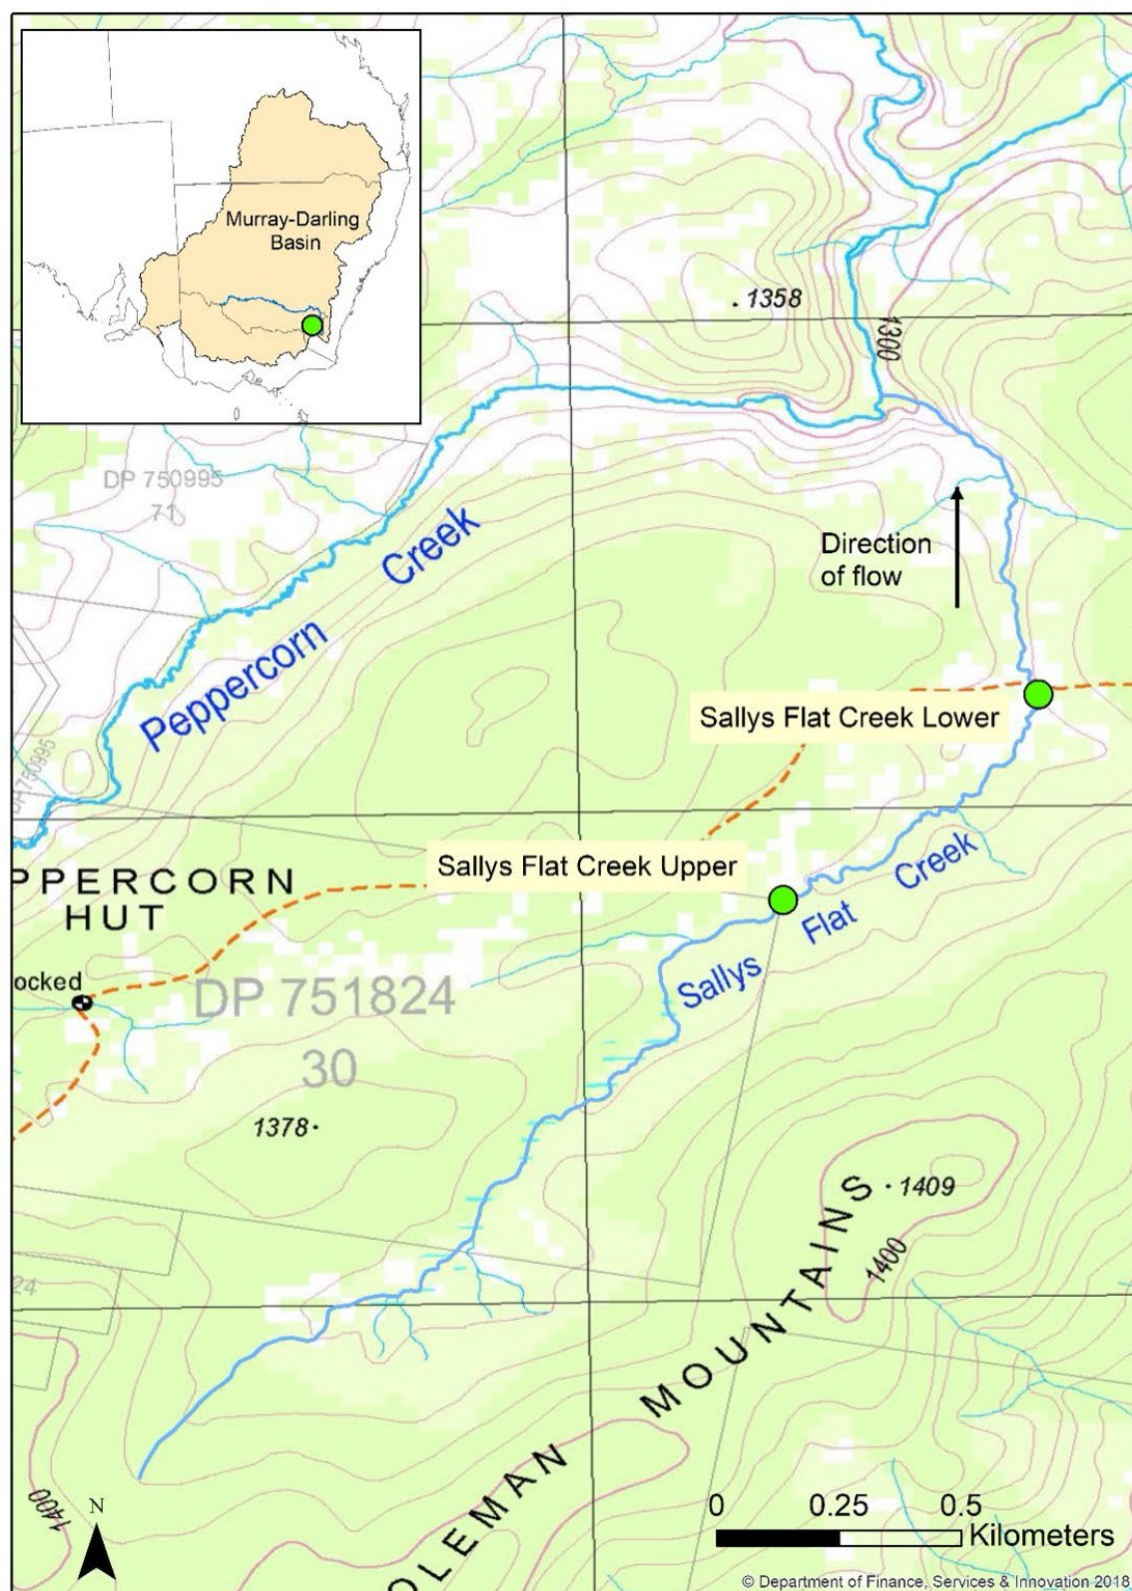 Murray-Darling
Basin
1358
1300
DP 750995
71
Peppercorn Creek
Direction
of flow
Sallys Flat Creek Lower
Sallys Flat Creek Upper
PPERCORN
HUT
ocked
DP 751824
30
Sallys Flat Creek
1378
1409
1400
24
OLEMAN MOUNTAINS
1400
N
0 0.25 0.5
Kilometers
© Department of Finance, Services & Innovation 2018